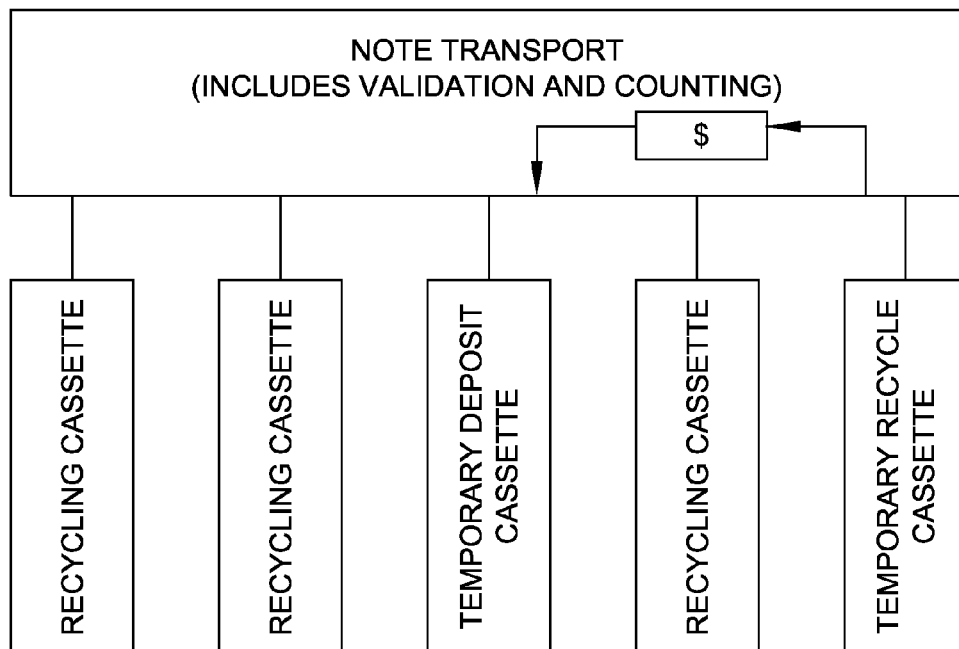 NOTE TRANSPORT
(INCLUDES VALIDATION AND COUNTING)
$
RECYCLING CASSETTE
RECYCLING CASSETTE
TEMPORARY DEPOSIT
CASSETTE
RECYCLING CASSETTE
TEMPORARY RECYCLE
CASSETTE